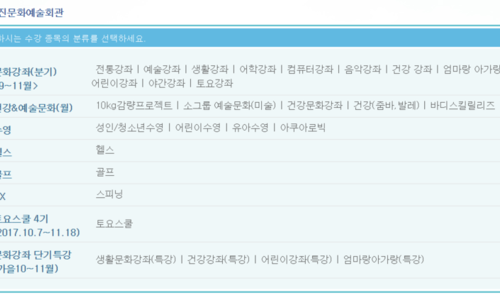 진문화예술회관
하시는 수강 종목의 분류를 선택하세요.
문화강좌(분기)
9~11월>
전통강좌 | 예술강좌 | 생활강좌 | 어학강좌 | 컴퓨터강좌 | 음악강좌 | 건강 강좌 | 엄마랑 아가랑
어린이강좌 | 야간강좌 | 토요강좌
건강&예술문화(월)
10kg감량프로젝트 | 소그룹 예술문화(미술) | 건강문화강좌 | 건강(줌바,발레) | 바디스킬릴리즈
수영
성인/청소년수영 | 어린이수영 | 유아수영 | 아쿠아로빅
헬스
헬스
골프
골프
X
스피닝
토요스쿨 4기
2017.10.7~11.18)
토요스쿨
문화강좌 단기특강
가을10~11월)
생활문화강좌(특강) | 건강강좌(특강) | 어린이강좌(특강) | 엄마랑아가랑(특강)